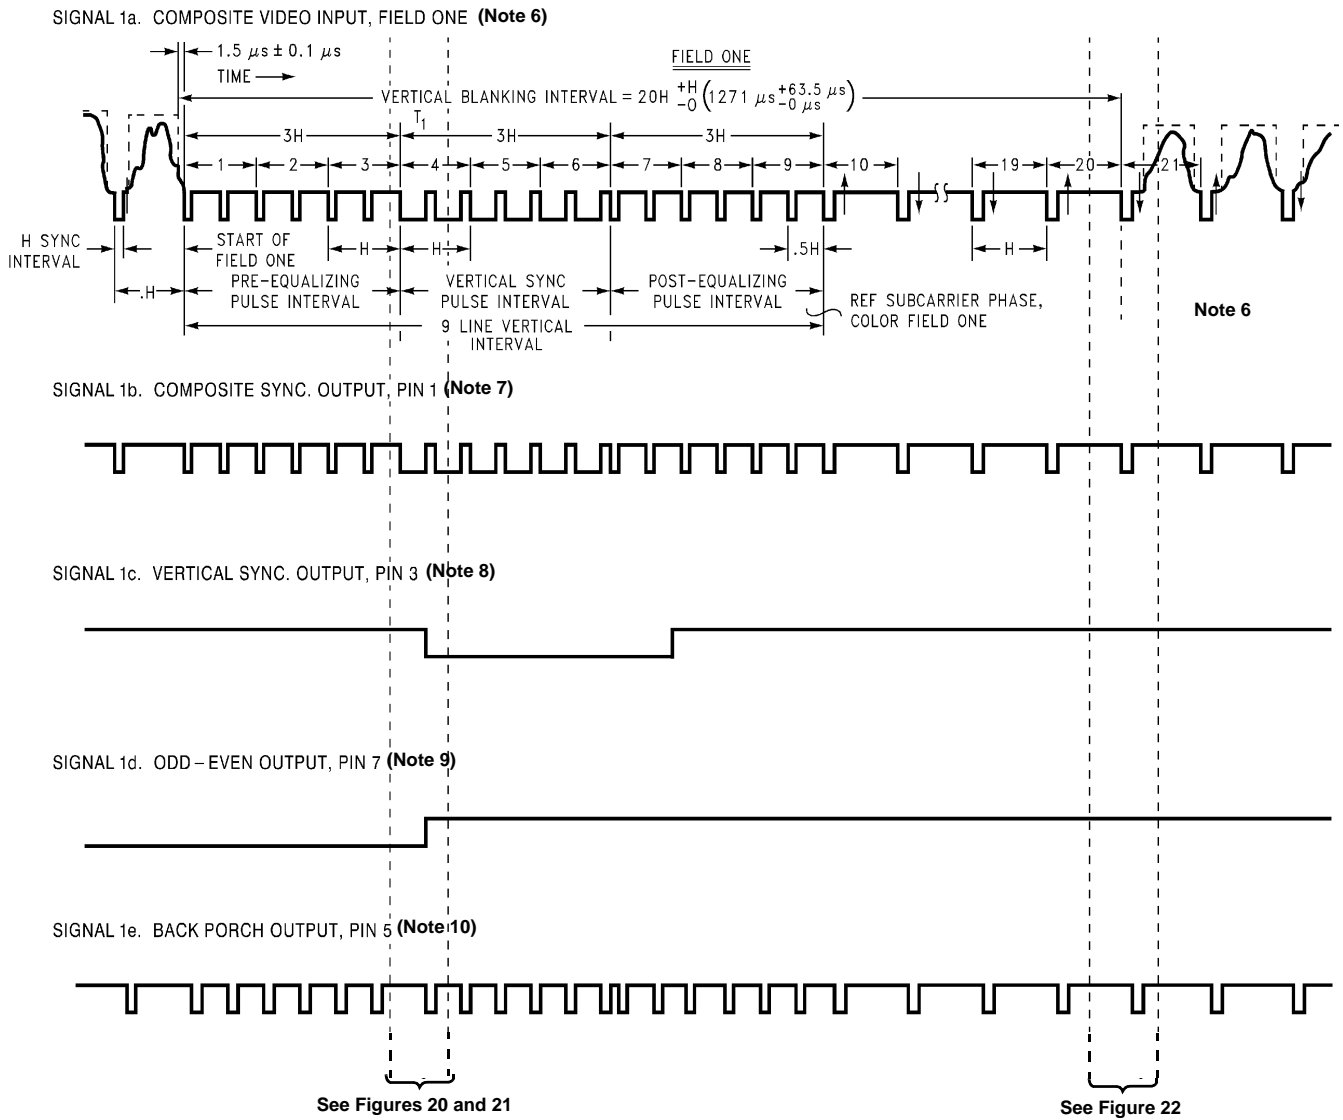 SIGNAL 1a. COMPOSITE VIDEO INPUT, FIELD ONE (Note 6)
1.5 µs ± 0.1 µs
TIME
FIELD ONE
VERTICAL BLANKING INTERVAL = 20H +H -0 (1271 µs +63.5 µs -0 µs)
T1
3H 3H 3H
1 2 3 4 5 6 7 8 9 10 19 20 21
H SYNC INTERVAL
.H
START OF FIELD ONE
H H .5H H
PRE-EQUALIZING PULSE INTERVAL
VERTICAL SYNC PULSE INTERVAL
POST-EQUALIZING PULSE INTERVAL
REF SUBCARRIER PHASE, COLOR FIELD ONE
Note 6
9 LINE VERTICAL INTERVAL
SIGNAL 1b. COMPOSITE SYNC. OUTPUT, PIN 1 (Note 7)
SIGNAL 1c. VERTICAL SYNC. OUTPUT, PIN 3 (Note 8)
SIGNAL 1d. ODD–EVEN OUTPUT, PIN 7 (Note 9)
SIGNAL 1e. BACK PORCH OUTPUT, PIN 5 (Note 10)
See Figures 20 and 21
See Figure 22